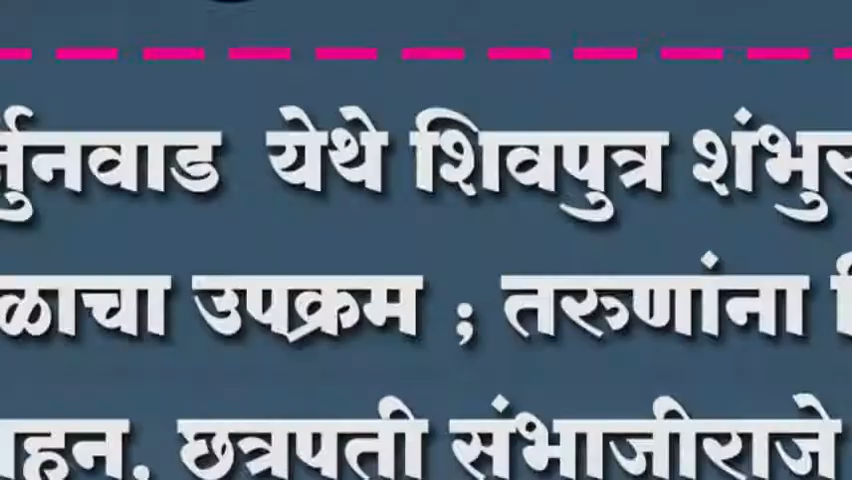 र्जुनवाड येथे शिवपुत्र शंभुर
ळाचा उपक्रम ; तरुणांना
हन, छत्रपती संभाजीराजे